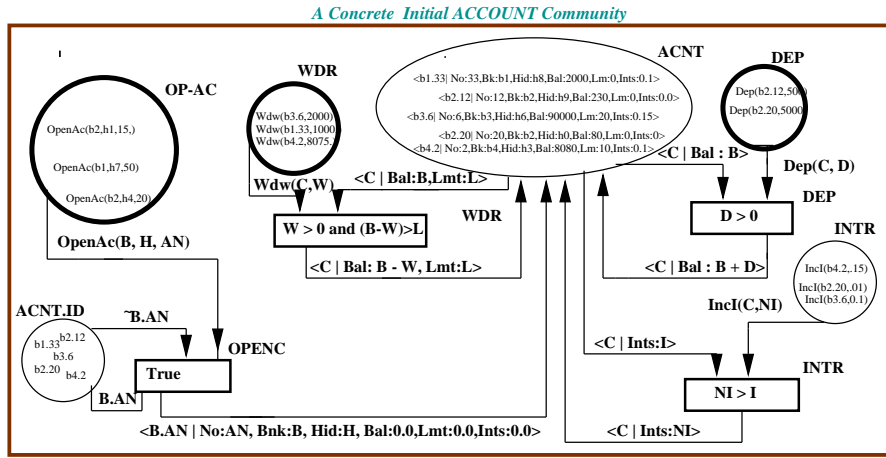 A Concrete Initial ACCOUNT Community
ACNT
DEP
WDR
OP-AC
<b1.33| No:33,Bk:b1,Hid:h8,Bal:2000,Lm:0,Ints:0.1>
<b2.12| No:12,Bk:b2,Hid:h9,Bal:230,Lm:0,Ints:0.0>
<b3.6| No:6,Bk:b3,Hid:h6,Bal:90000,Lm:20,Ints:0.15>
<b2.20| No:20,Bk:b2,Hid:h0,Bal:80,Lm:0,Ints:0>
<b4.2| No:2,Bk:b4,Hid:h3,Bal:8080,Lm:10,Ints:0.1>
Dep(b2.12,500
Dep(b2.20,5000
Wdw(b3.6,2000)
Wdw(b1.33,1000
Wdw(b4.2,8075.
OpenAc(b2,h1,15,)
OpenAc(b1,h7,50)
OpenAc(b2,h4,20)
<C | Bal : B>
Dep(C, D)
<C | Bal:B,Lmt:L>
Wdw(C,W)
WDR
DEP
W > 0 and (B-W)>L
D > 0
OpenAc(B, H, AN)
INTR
<C | Bal: B - W, Lmt:L>
<C | Bal : B + D>
IncI(b4.2,.15)
IncI(b2.20,.01)
IncI(b3.6,0.1)
IncI(C,NI)
ACNT.ID
~B.AN
b2.12
b1.33
b3.6
b2.20
b4.2
OPENC
<C | Ints:I>
True
INTR
B.AN
NI > I
<B.AN | No:AN, Bnk:B, Hid:H, Bal:0.0,Lmt:0.0,Ints:0.0>
<C | Ints:NI>